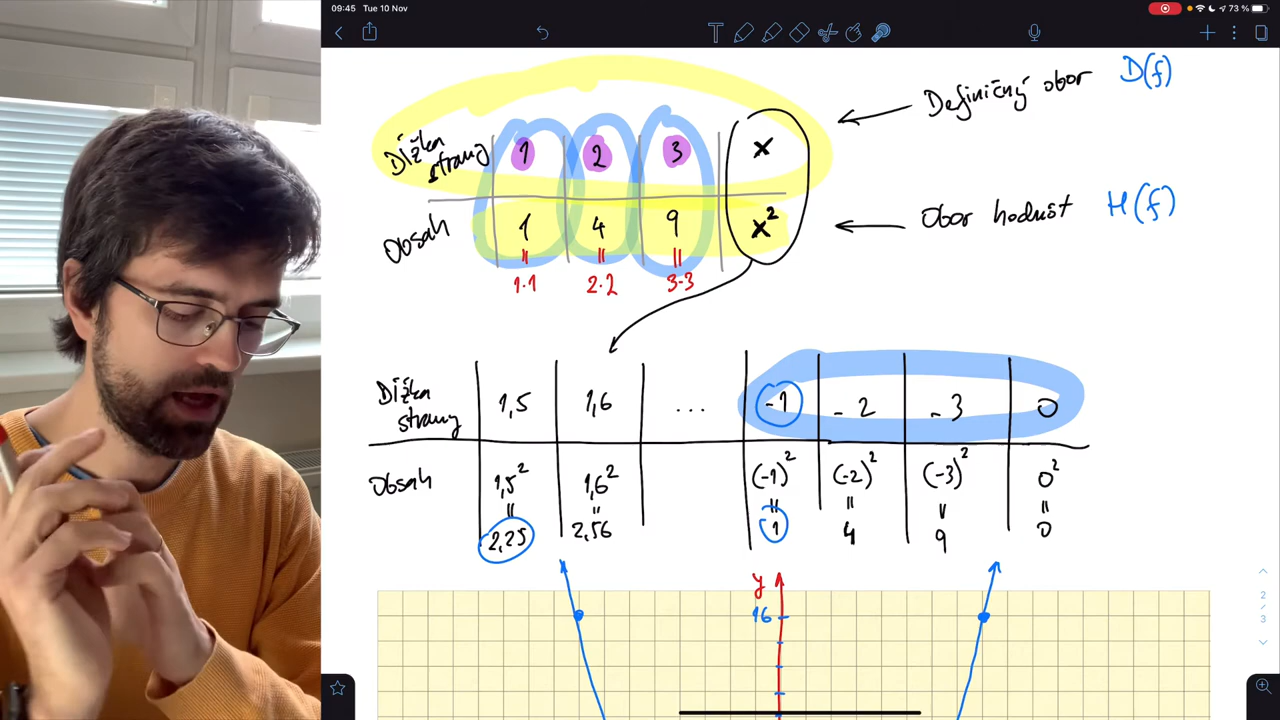 09:45 Tue 10 Nov
73 %
Definičný obor D(f)
Dĺžka strany 1 2 3 x
Obsah 1 4 9 x²
Obor hodnôt H(f)
= = =
1·1 2·2 3·3
Dĺžka strany 1,5 1,6 ... -1 -2 -3 0
Obsah 1,5² 1,6² (-1)² (-2)² (-3)² 0²
= = = = = =
2,25 2,56 1 4 9 0
y
16
2
/
3